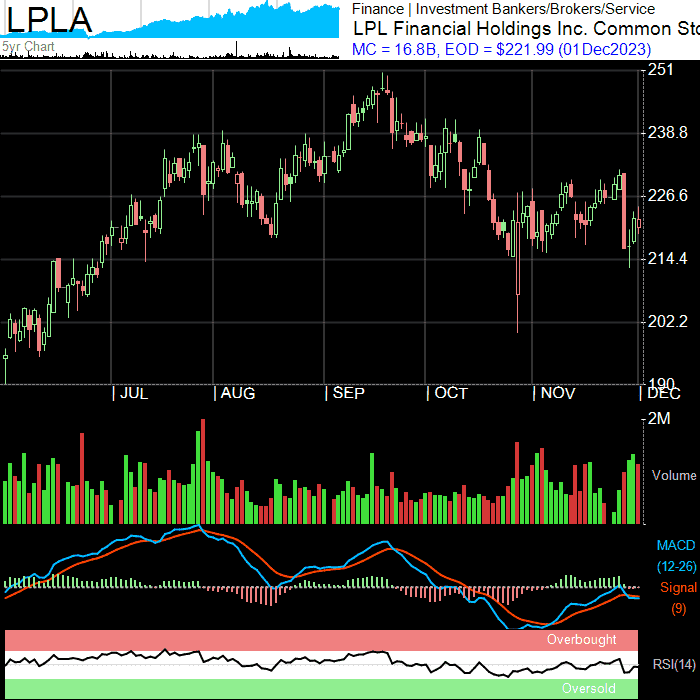 LPLA
5yr Chart
Finance | Investment Bankers/Brokers/Service
LPL Financial Holdings Inc. Common Sto
MC = 16.8B, EOD = $221.99 (01Dec2023)
251
238.8
226.6
214.4
202.2
190
JUL
AUG
SEP
OCT
NOV
DEC
2M
Volume
MACD
(12-26)
Signal
(9)
Overbought
RSI(14)
Oversold